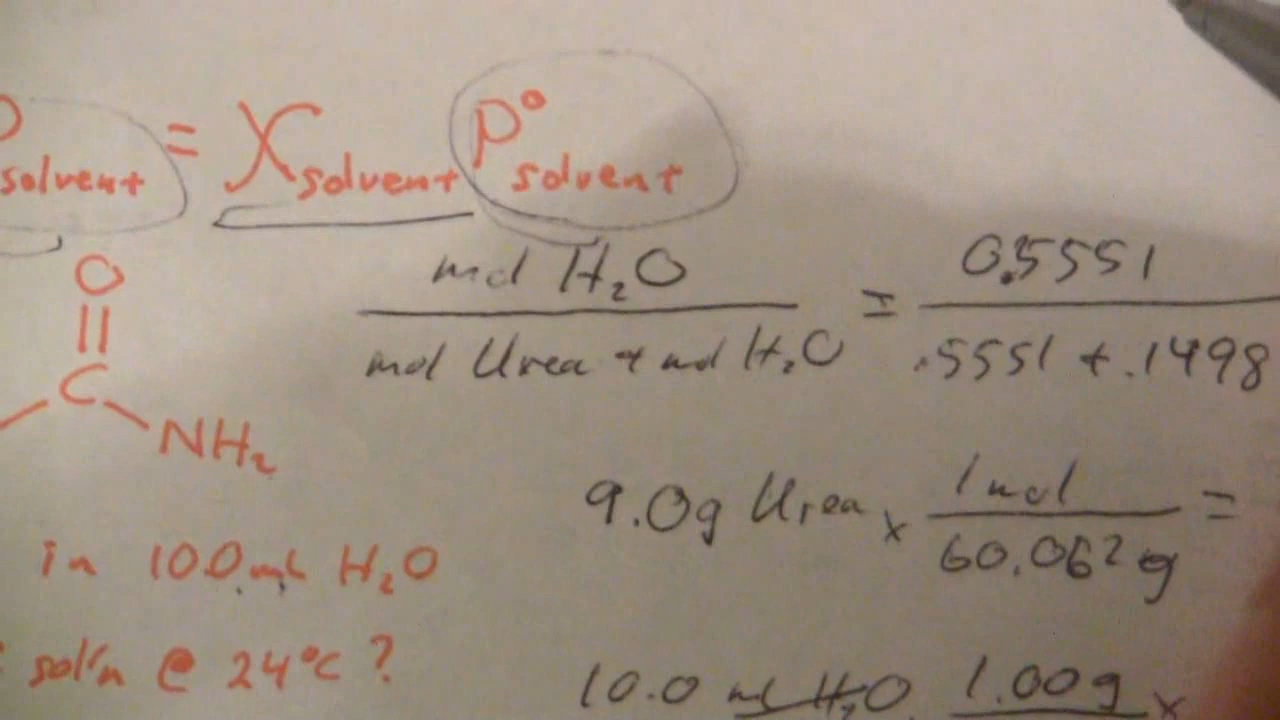 P solvent = X solvent P° solvent
mol H₂O / mol Urea + mol H₂O = 0.5551 / .5551 + .1498
O
||
C
NH₂
9.0g Urea x 1 mol / 60.062 g =
in 10.0 mL H₂O
: sol'n @ 24°C ?
10.0 mL H₂O 1.00g x